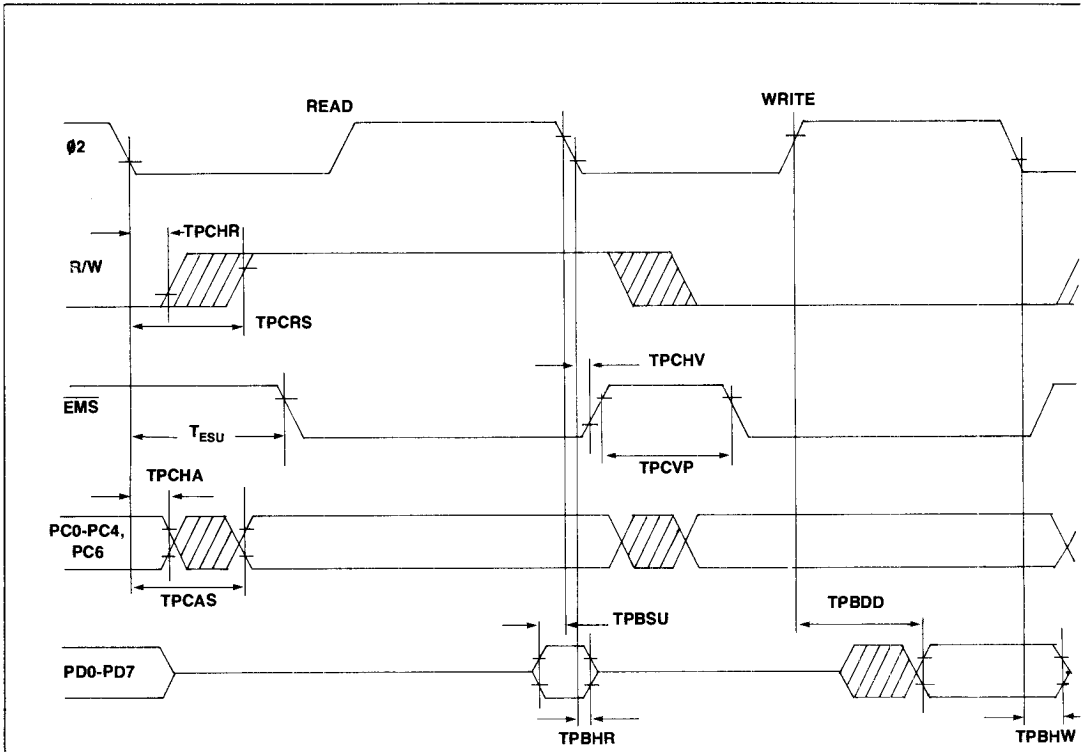 READ
WRITE
ø2
TPCHR
R/W
TPCRS
TPCHV
EMS
TESU
TPCVP
TPCHA
PC0-PC4,
PC6
TPCAS
TPBDD
TPBSU
PD0-PD7
TPBHR
TPBHW